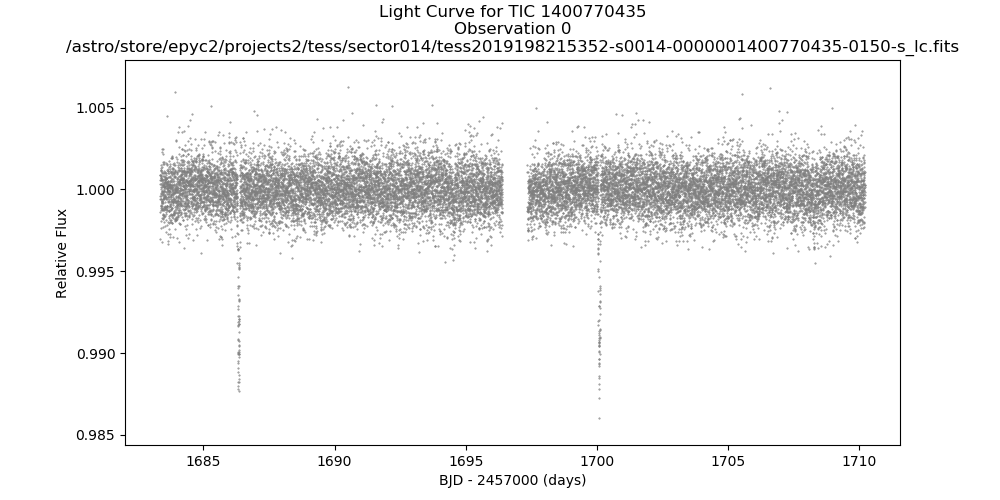 Light Curve for TIC 1400770435
Observation 0
/astro/store/epyc2/projects2/tess/sector014/tess2019198215352-s0014-0000001400770435-0150-s_lc.fits
1.005
1.000
0.995
0.990
0.985
Relative Flux
1685
1690
1695
1700
1705
1710
BJD - 2457000 (days)